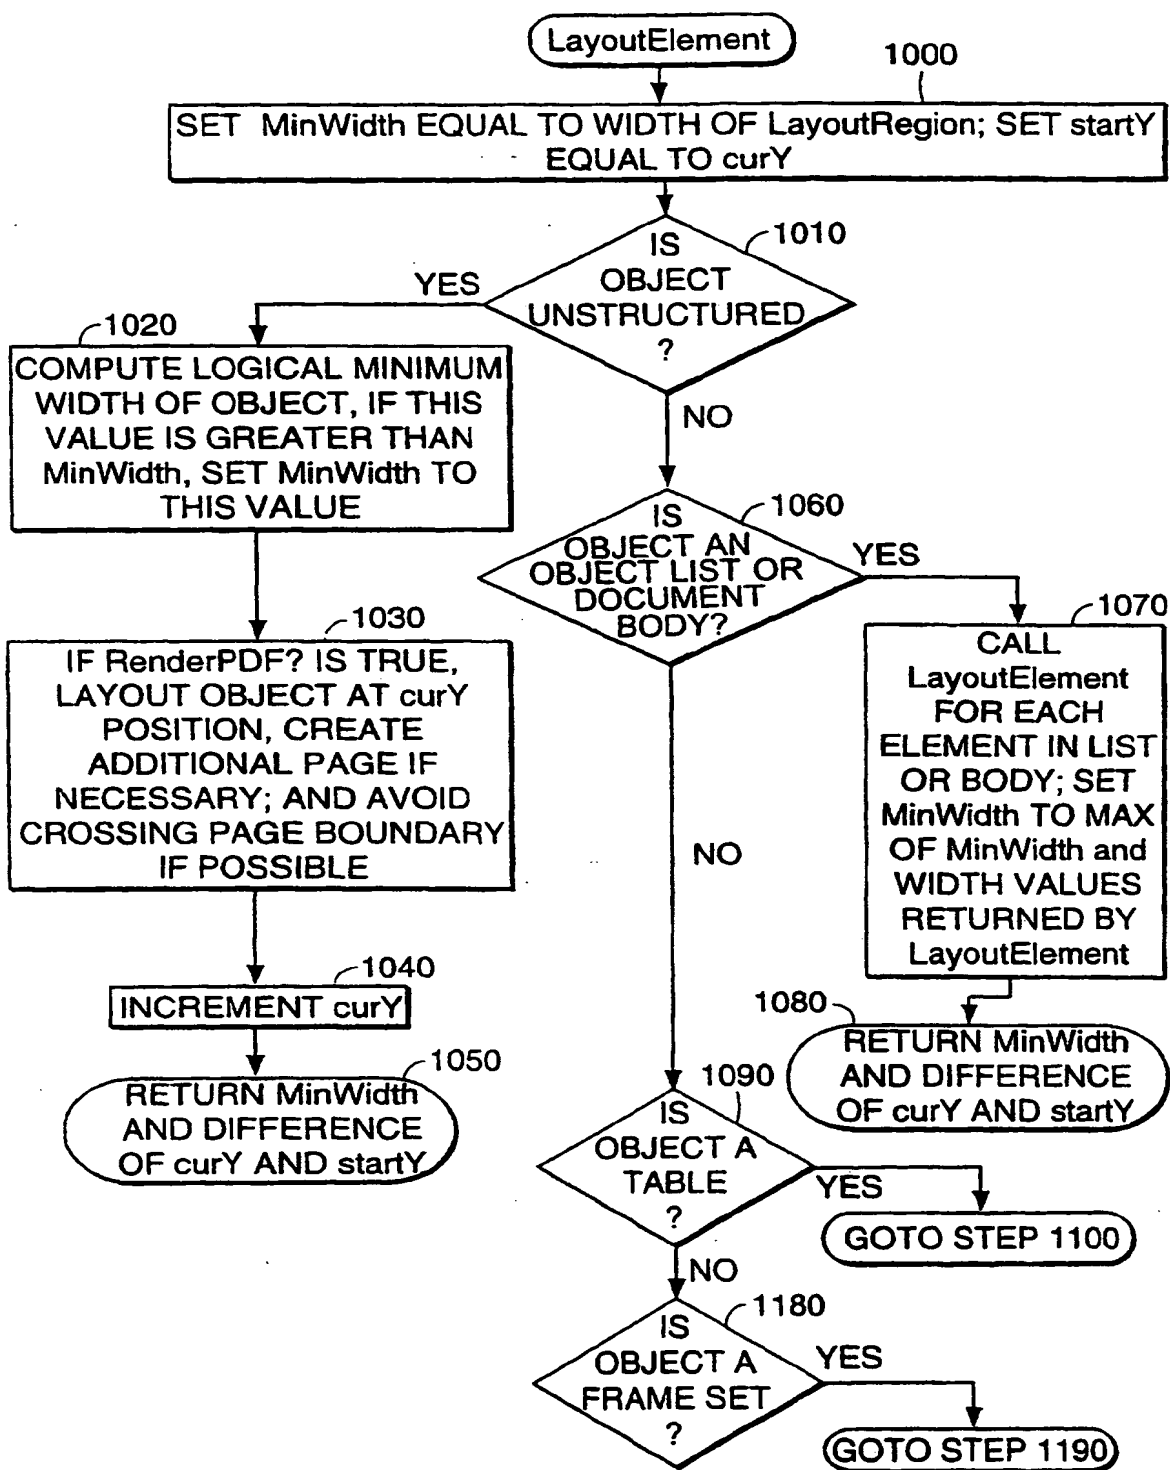 LayoutElement
1000
SET MinWidth EQUAL TO WIDTH OF LayoutRegion; SET startY
EQUAL TO curY
1010
IS
OBJECT
UNSTRUCTURED
?
YES
NO
1020
COMPUTE LOGICAL MINIMUM
WIDTH OF OBJECT, IF THIS
VALUE IS GREATER THAN
MinWidth, SET MinWidth TO
THIS VALUE
1030
IF RenderPDF? IS TRUE,
LAYOUT OBJECT AT curY
POSITION, CREATE
ADDITIONAL PAGE IF
NECESSARY; AND AVOID
CROSSING PAGE BOUNDARY
IF POSSIBLE
1040
INCREMENT curY
1050
RETURN MinWidth
AND DIFFERENCE
OF curY AND startY
1060
IS
OBJECT AN
OBJECT LIST OR
DOCUMENT
BODY?
YES
NO
1070
CALL
LayoutElement
FOR EACH
ELEMENT IN LIST
OR BODY; SET
MinWidth TO MAX
OF MinWidth and
WIDTH VALUES
RETURNED BY
LayoutElement
1080
RETURN MinWidth
AND DIFFERENCE
OF curY AND startY
1090
IS
OBJECT A
TABLE
?
YES
GOTO STEP 1100
NO
1180
IS
OBJECT A
FRAME SET
?
YES
GOTO STEP 1190